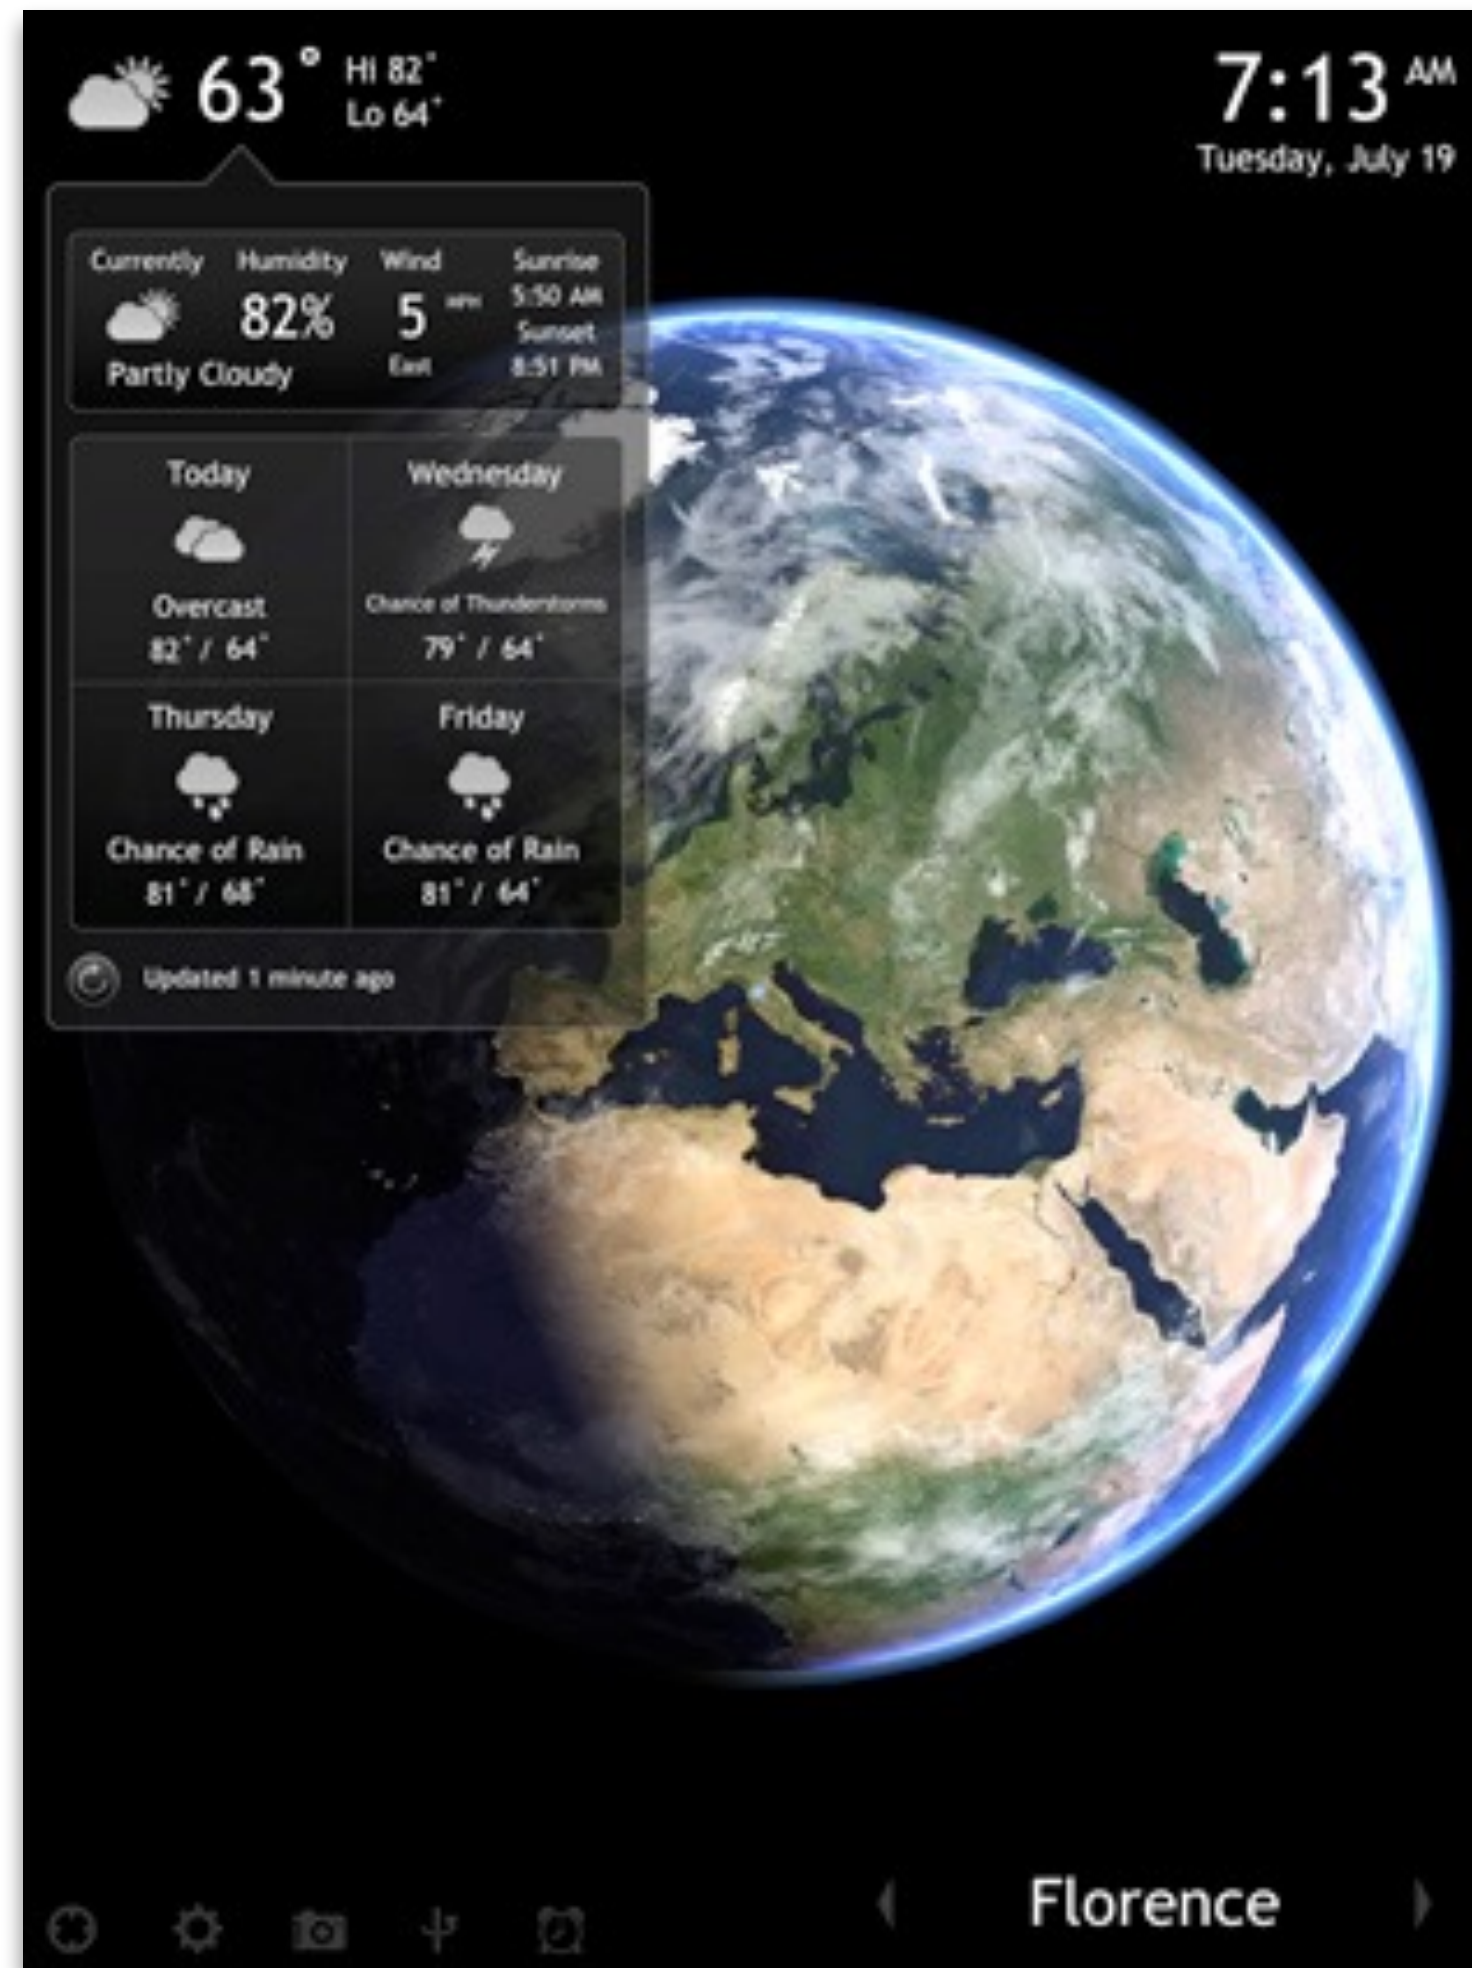 63°
Hi 82°
Lo 64°
7:13 AM
Tuesday, July 19
Currently
Partly Cloudy
Humidity
82%
Wind
5 MPH
East
Sunrise
5:50 AM
Sunset
8:51 PM
Today
Overcast
82° / 64°
Wednesday
Chance of Thunderstorms
79° / 64°
Thursday
Chance of Rain
81° / 68°
Friday
Chance of Rain
81° / 64°
Updated 1 minute ago
Florence